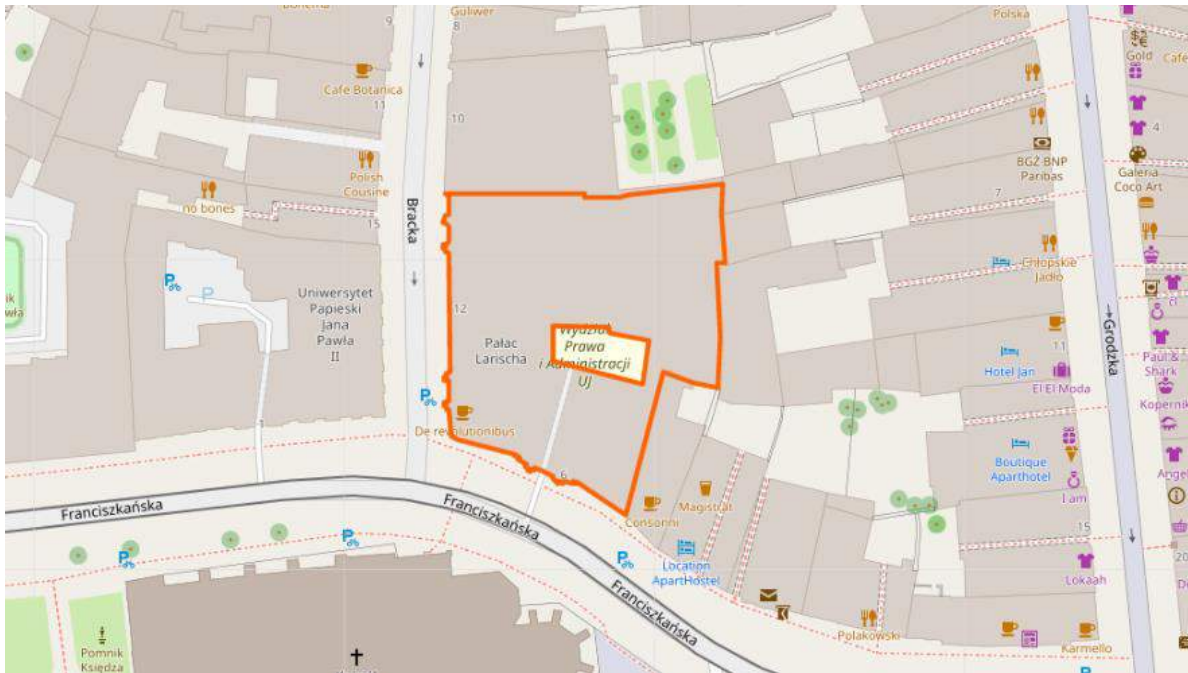 Guliwer
8
Polska
Gold
Cafe Botanica
11
10
4
Polish
Cousine
BGŻ BNP
Paribas
Galeria
Coco Art
no bones
15
Bracka
7
Chłopskie
Jadło
P
Uniwersytet
Papieski
Jana
Pawła
II
12
Pałac
Larischa
Wydział
Prawa
i Administracji
UJ
Grodzka
11
Hotel Jan
El El Moda
Paul &
Shark
Kopernik
De revolutionibus
Boutique
Aparthotel
I am
6
Consonni
Magistrat
Franciszkańska
Franciszkańska
15
Location
ApartHostel
Lokaah
20
Franciszkańska
Polakowski
Karmello
Pomnik
Księdza